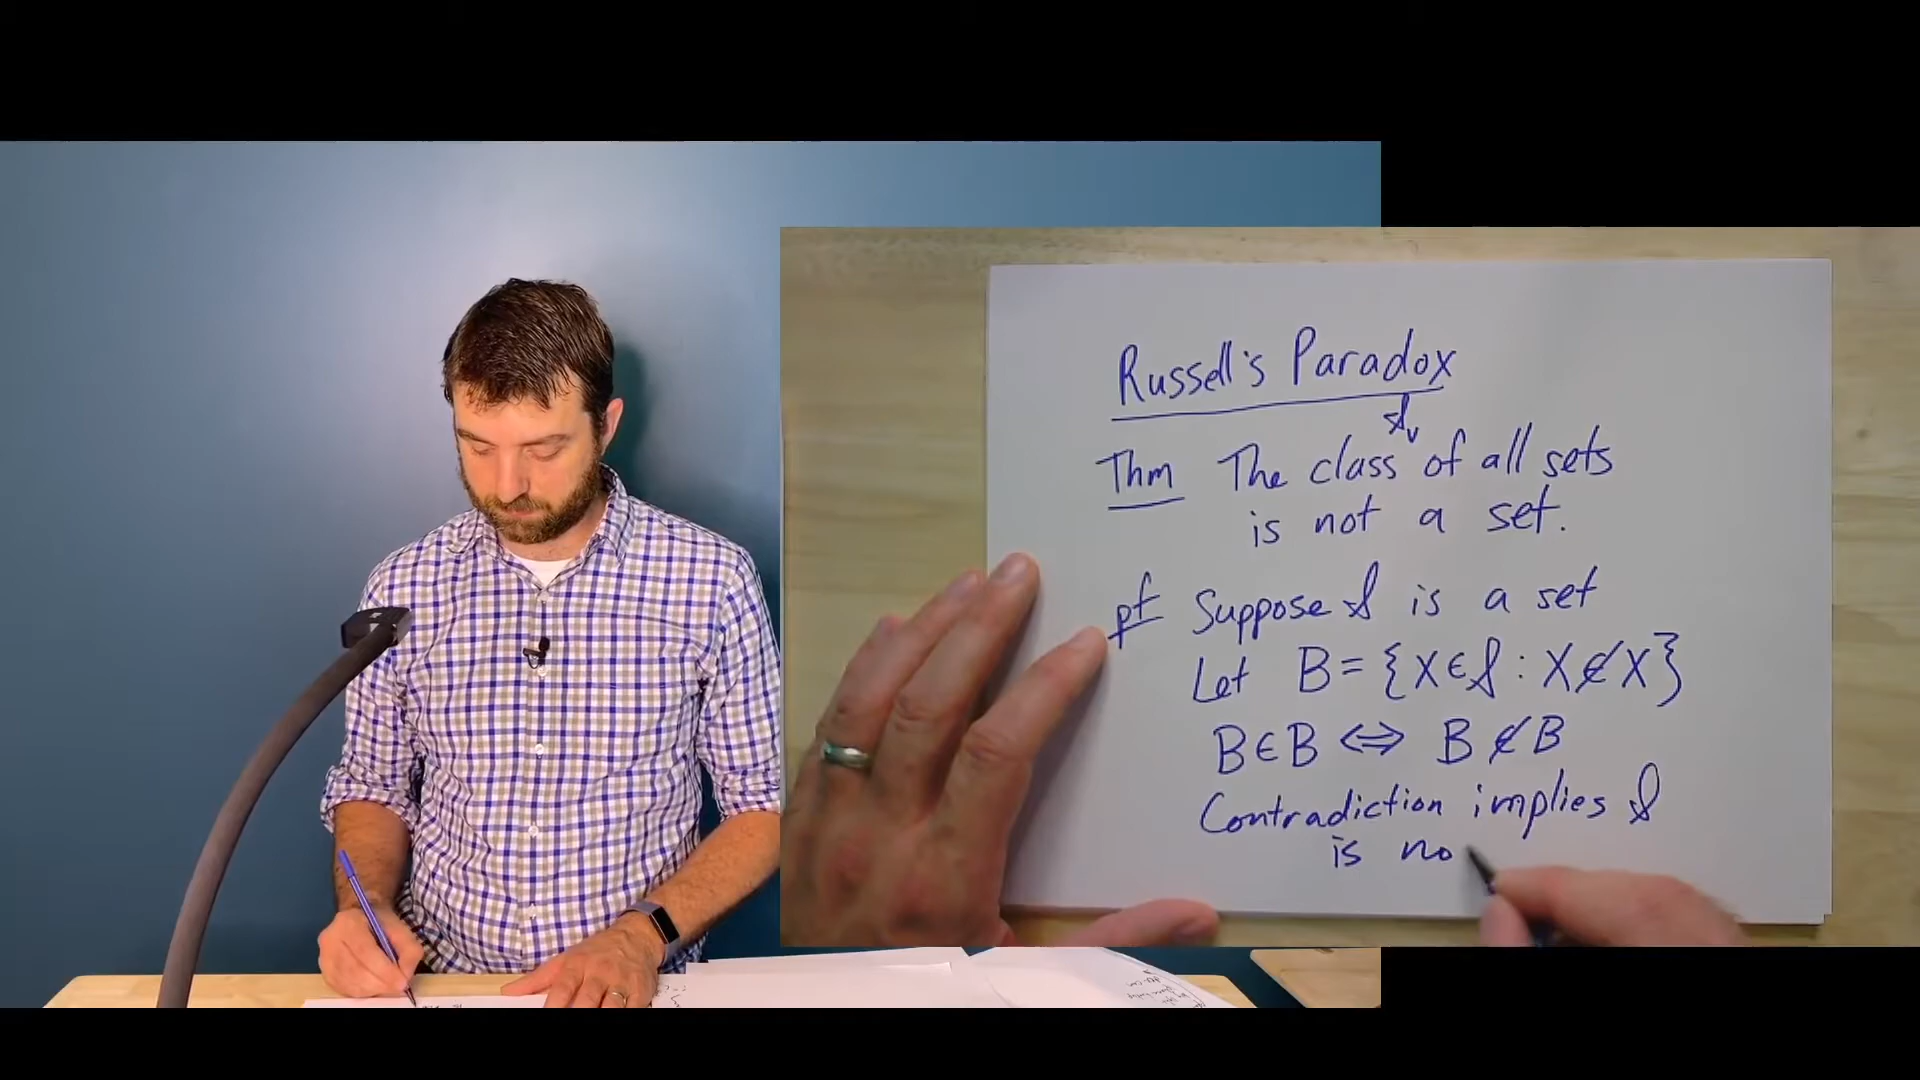 Russell's Paradox
𝒮
Thm The class of all sets
is not a set.
pf Suppose 𝒮 is a set
Let B = {X ∈ 𝒮 : X ∉ X}
B ∈ B ⇔ B ∉ B
Contradiction implies 𝒮
is no